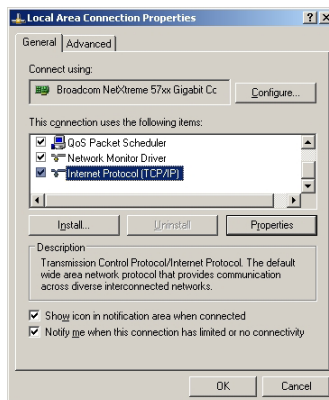 Local Area Connection Properties
General
Advanced
Connect using:
Broadcom NetXtreme 57xx Gigabit Cc
Configure...
This connection uses the following items:
QoS Packet Scheduler
Network Monitor Driver
Internet Protocol (TCP/IP)
Install...
Uninstall
Properties
Description
Transmission Control Protocol/Internet Protocol. The default
wide area network protocol that provides communication
across diverse interconnected networks.
Show icon in notification area when connected
Notify me when this connection has limited or no connectivity
OK
Cancel